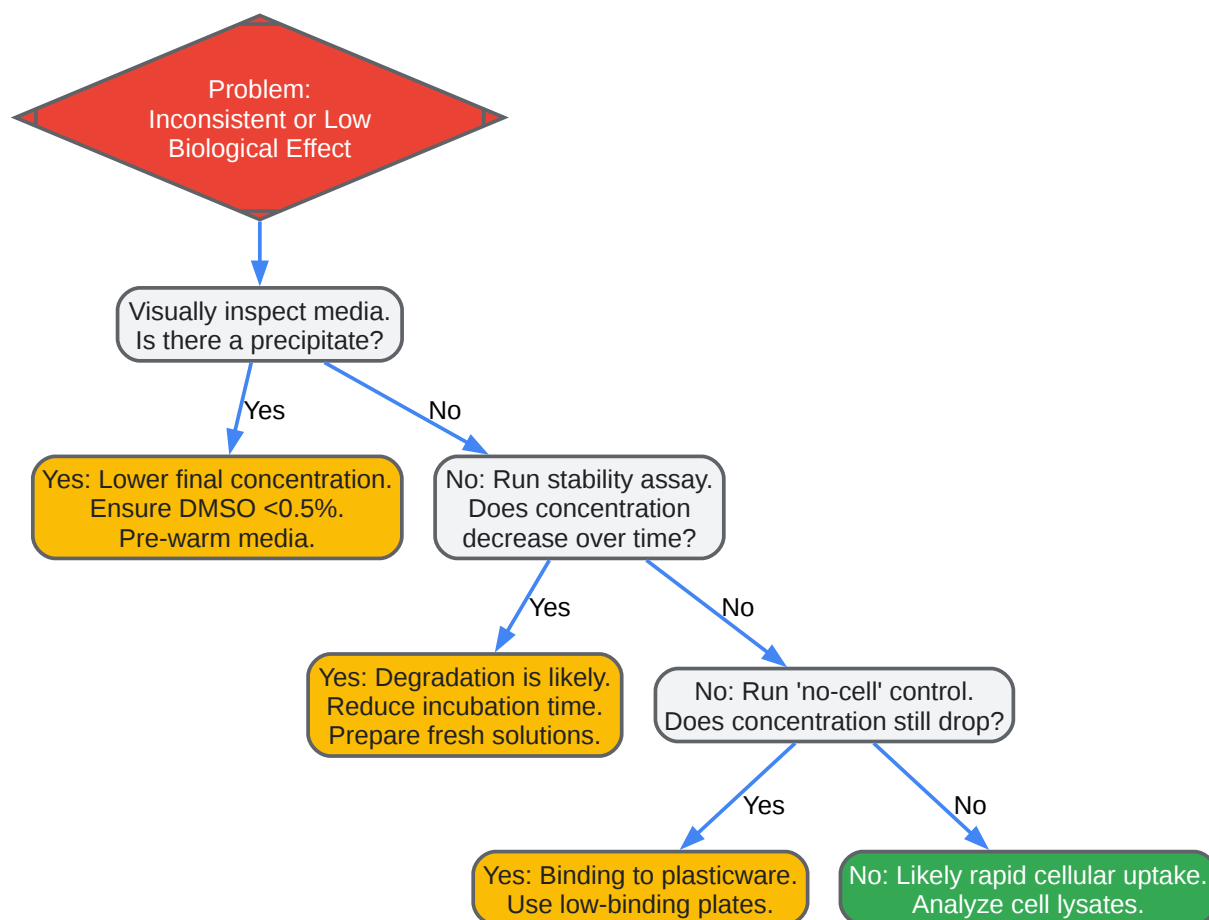 Problem:
Inconsistent or Low
Biological Effect
Visually inspect media.
Is there a precipitate?
Yes
No
Yes: Lower final concentration.
Ensure DMSO <0.5%.
Pre-warm media.
No: Run stability assay.
Does concentration
decrease over time?
Yes
No
Yes: Degradation is likely.
Reduce incubation time.
Prepare fresh solutions.
No: Run 'no-cell' control.
Does concentration still drop?
Yes
No
Yes: Binding to plasticware.
Use low-binding plates.
No: Likely rapid cellular uptake.
Analyze cell lysates.